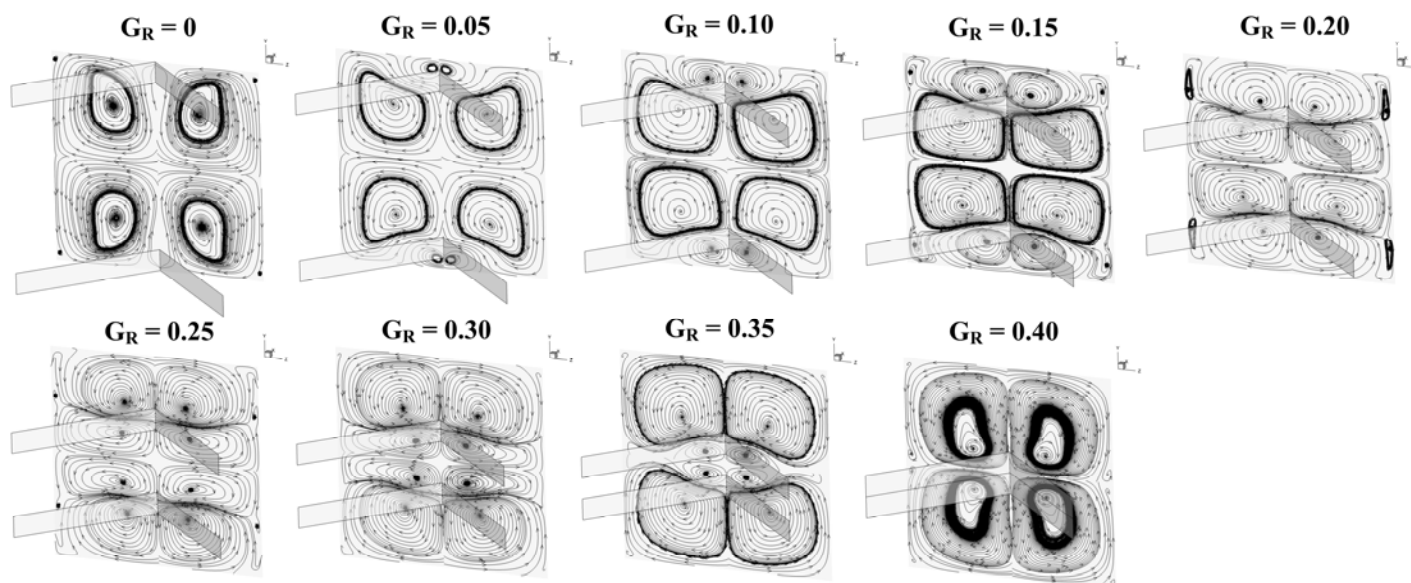 G_R = 0
G_R = 0.05
G_R = 0.10
G_R = 0.15
G_R = 0.20
G_R = 0.25
G_R = 0.30
G_R = 0.35
G_R = 0.40